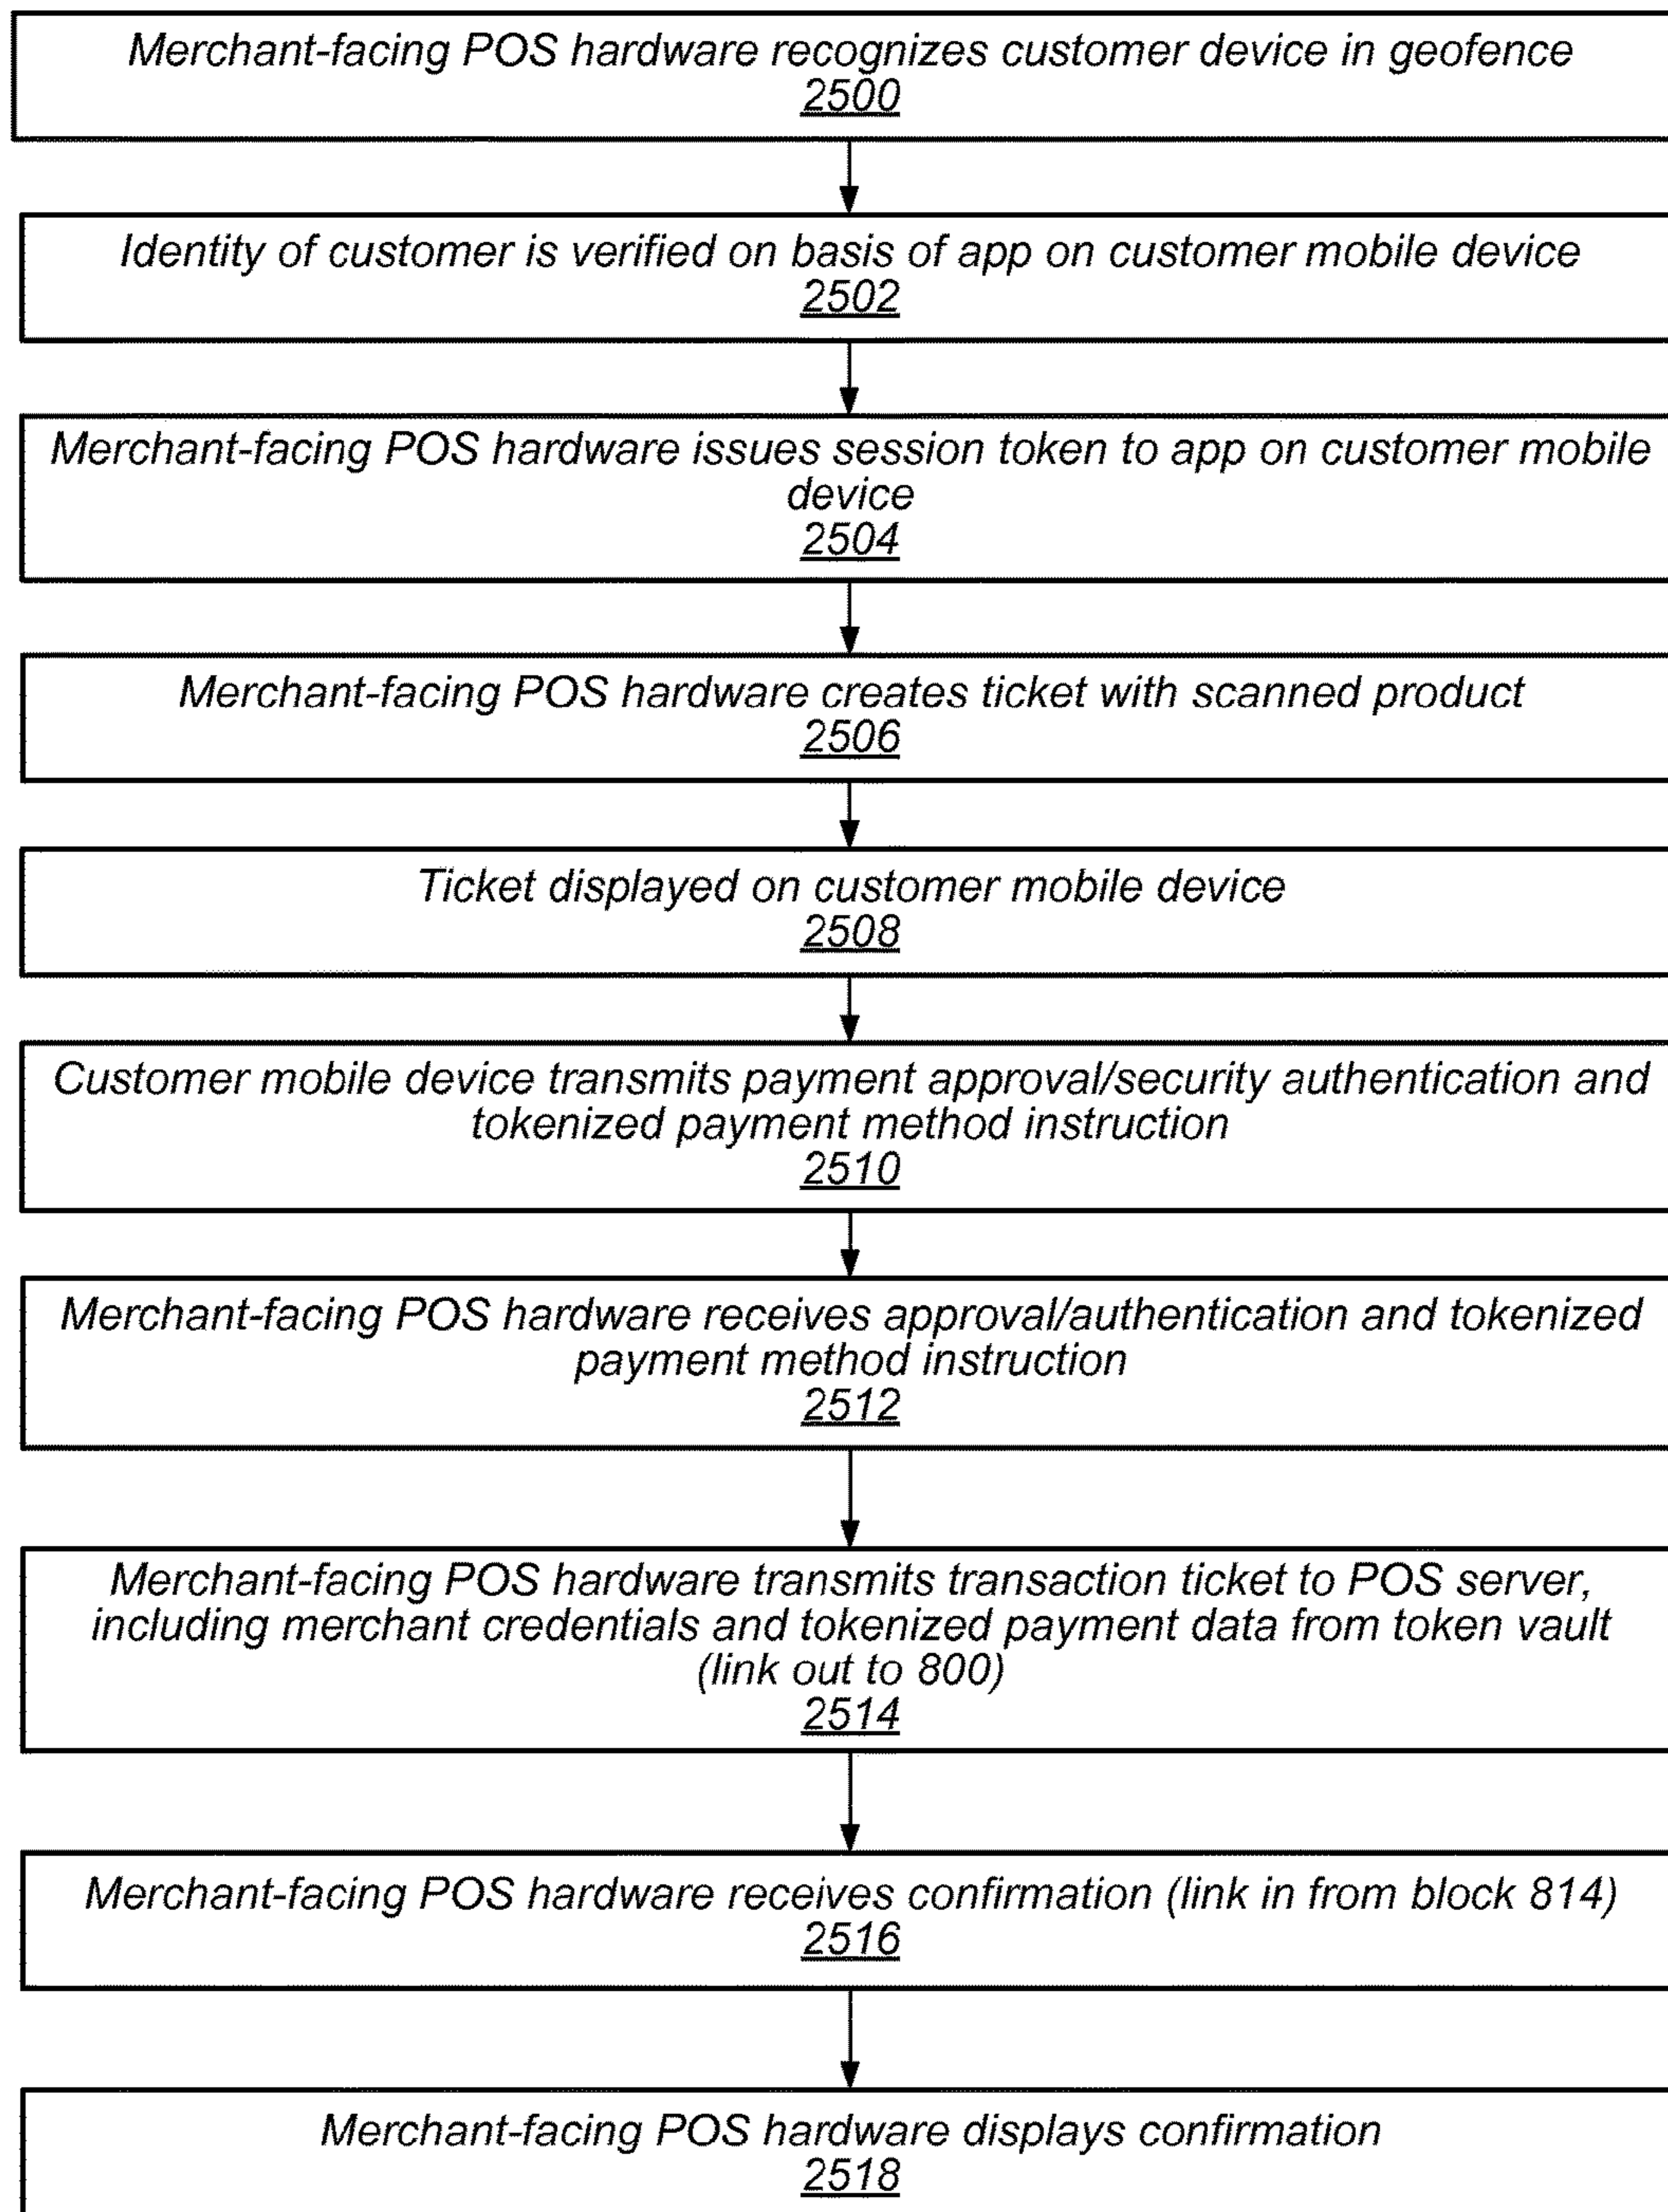 Merchant-facing POS hardware recognizes customer device in geofence
2500
Identity of customer is verified on basis of app on customer mobile device
2502
Merchant-facing POS hardware issues session token to app on customer mobile
device
2504
Merchant-facing POS hardware creates ticket with scanned product
2506
Ticket displayed on customer mobile device
2508
Customer mobile device transmits payment approval/security authentication and
tokenized payment method instruction
2510
Merchant-facing POS hardware receives approval/authentication and tokenized
payment method instruction
2512
Merchant-facing POS hardware transmits transaction ticket to POS server,
including merchant credentials and tokenized payment data from token vault
(link out to 800)
2514
Merchant-facing POS hardware receives confirmation (link in from block 814)
2516
Merchant-facing POS hardware displays confirmation
2518